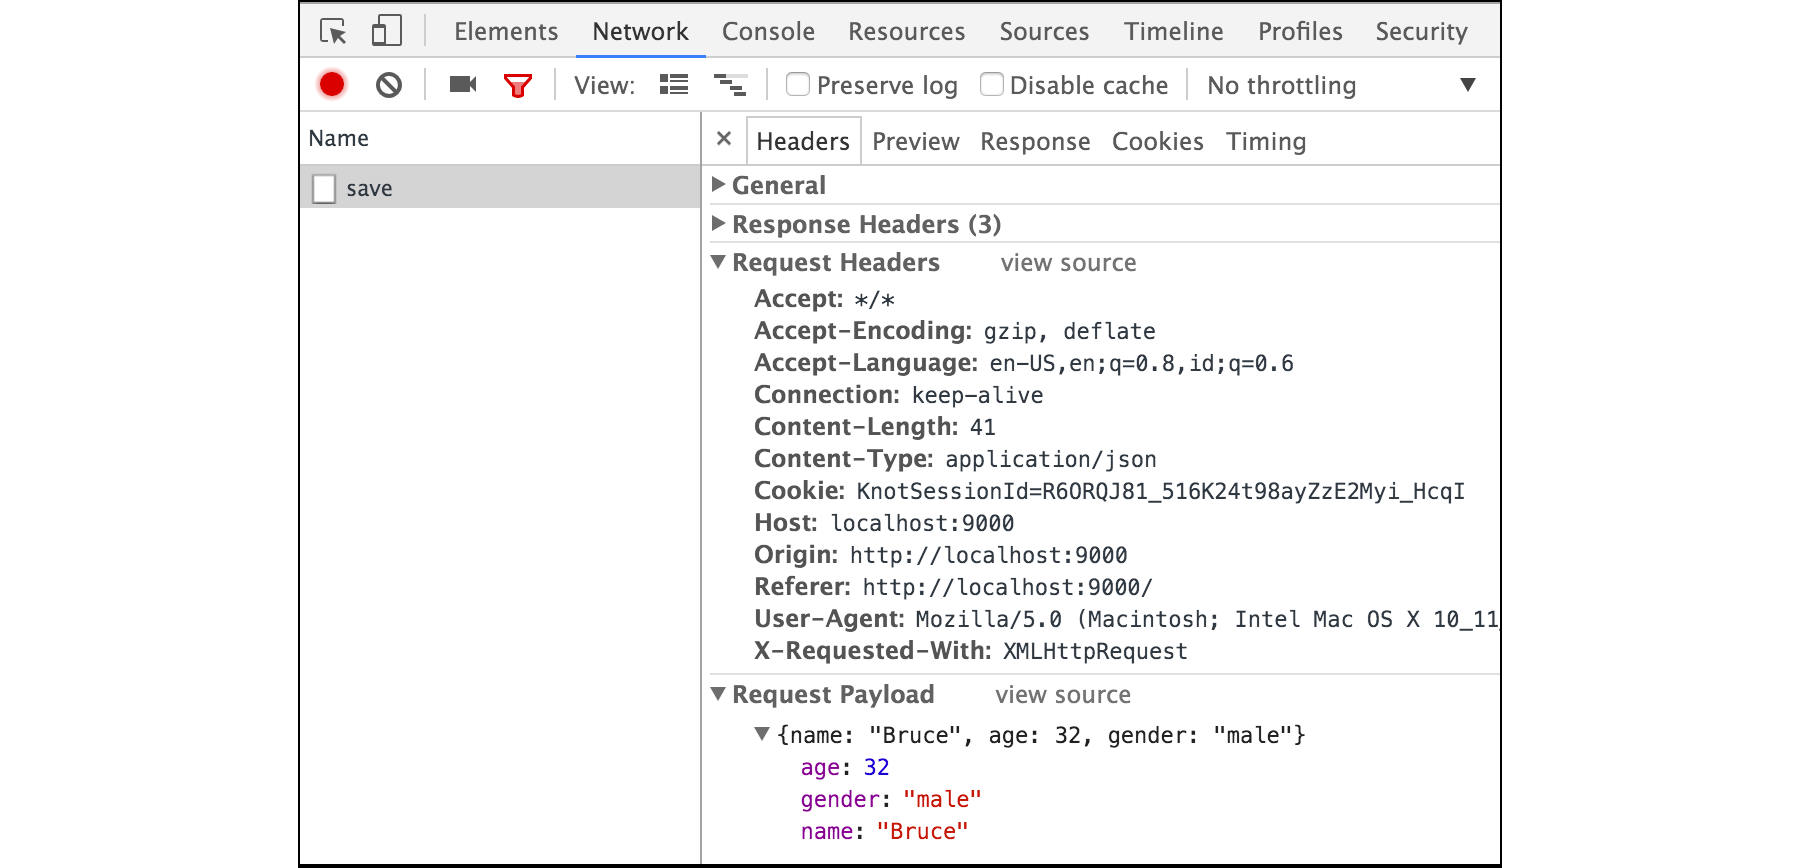 Elements Network Console Resources Sources Timeline Profiles Security
View: Preserve log Disable cache No throttling
Name
save
× Headers Preview Response Cookies Timing
General
Response Headers (3)
Request Headers view source
Accept: */*
Accept-Encoding: gzip, deflate
Accept-Language: en-US,en;q=0.8,id;q=0.6
Connection: keep-alive
Content-Length: 41
Content-Type: application/json
Cookie: KnotSessionId=R6ORQJ81_516K24t98ayZzE2Myi_HcqI
Host: localhost:9000
Origin: http://localhost:9000
Referer: http://localhost:9000/
User-Agent: Mozilla/5.0 (Macintosh; Intel Mac OS X 10_11_
X-Requested-With: XMLHttpRequest
Request Payload view source
{name: "Bruce", age: 32, gender: "male"}
age: 32
gender: "male"
name: "Bruce"